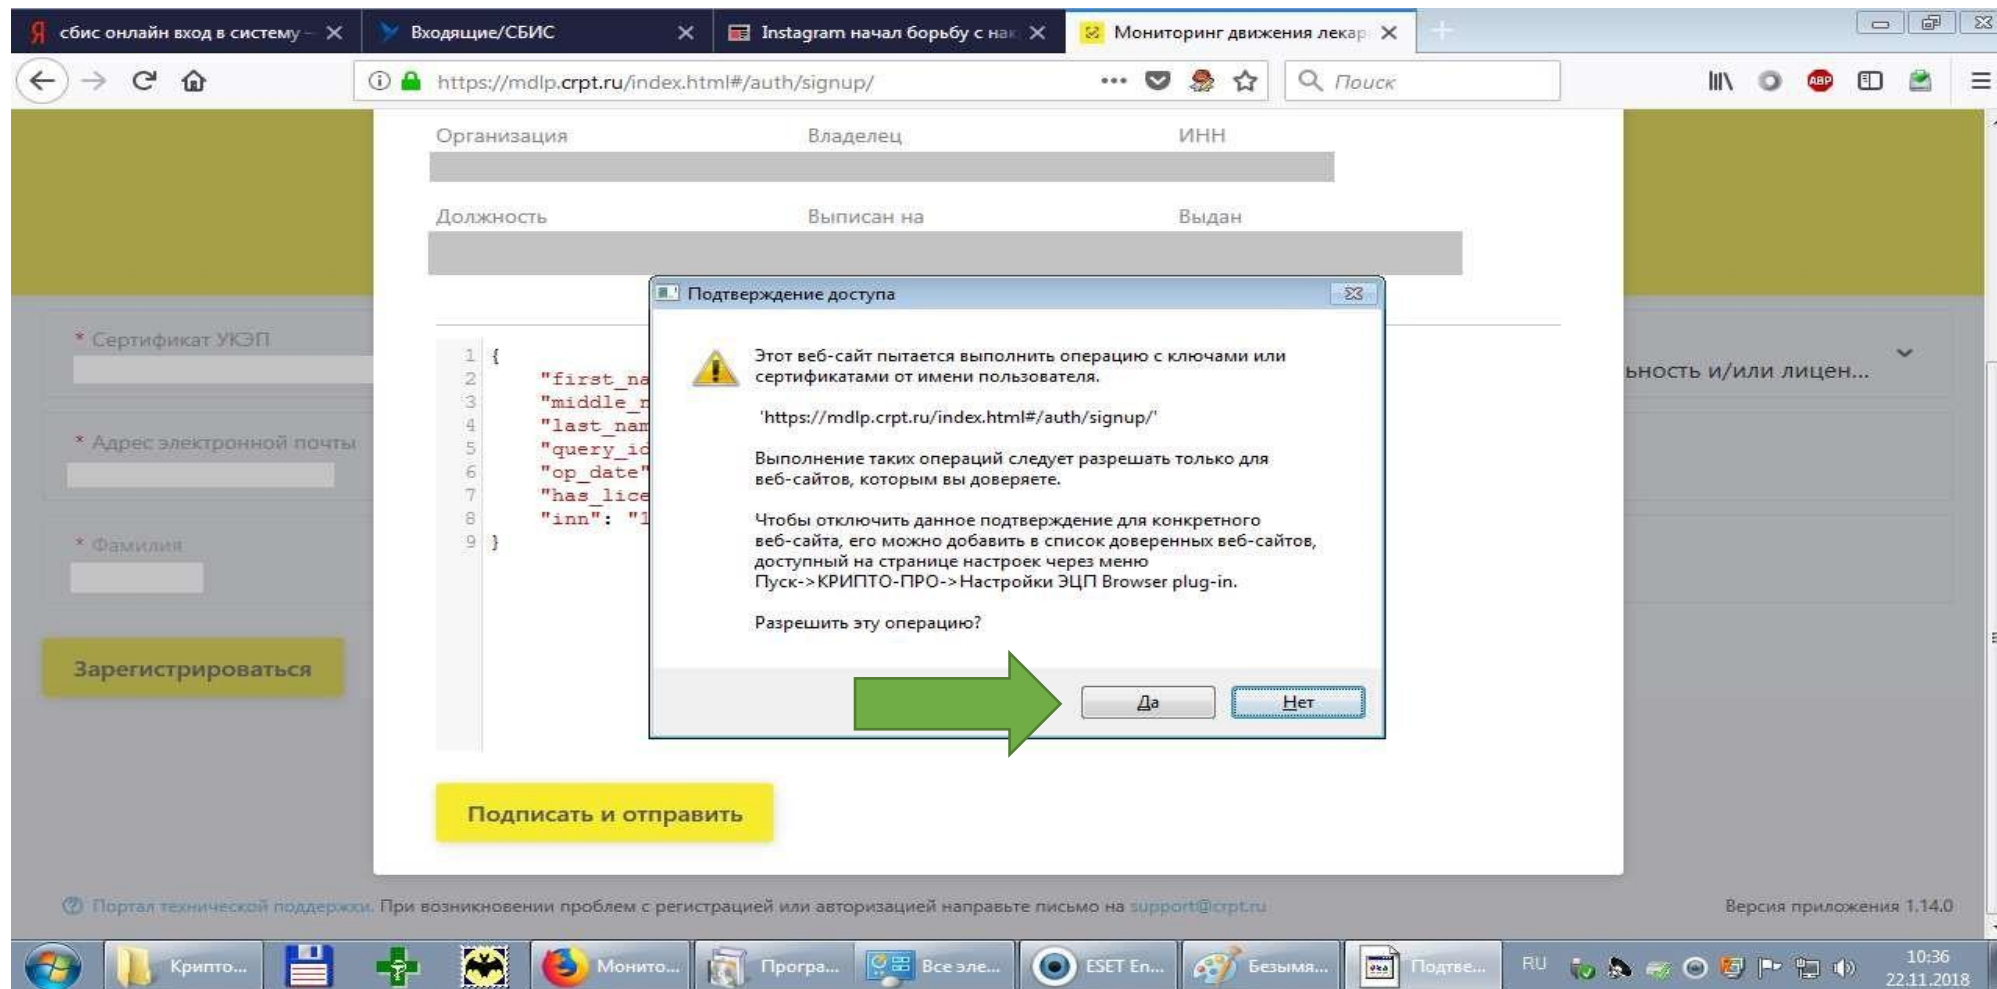 сбис онлайн вход в систему –
Входящие/СБИС
Instagram начал борьбу с нак
Мониторинг движения лекар
https://mdlp.crpt.ru/index.html#/auth/signup/
Поиск
ABP
Организация Владелец ИНН
Должность Выписан на Выдан
Подтверждение доступа
Этот веб-сайт пытается выполнить операцию с ключами или
сертификатами от имени пользователя.
'https://mdlp.crpt.ru/index.html#/auth/signup/'
Выполнение таких операций следует разрешать только для
веб-сайтов, которым вы доверяете.
Чтобы отключить данное подтверждение для конкретного
веб-сайта, его можно добавить в список доверенных веб-сайтов,
доступный на странице настроек через меню
Пуск->КРИПТО-ПРО->Настройки ЭЦП Browser plug-in.
Разрешить эту операцию?
Да Нет
* Сертификат УКЭП
* Адрес электронной почты
* Фамилия
Зарегистрироваться
1 {
2 "first_na
3 "middle_n
4 "last_nam
5 "query_id
6 "op_date"
7 "has_lice
8 "inn": "1
9 }
ьность и/или лицен...
Подписать и отправить
Портал технической поддержки. При возникновении проблем с регистрацией или авторизацией направьте письмо на support@crpt.ru
Версия приложения 1.14.0
Крипто...
Монито...
Програ...
Все эле...
ESET En...
Безымя...
Подтве...
RU
10:36
22.11.2018